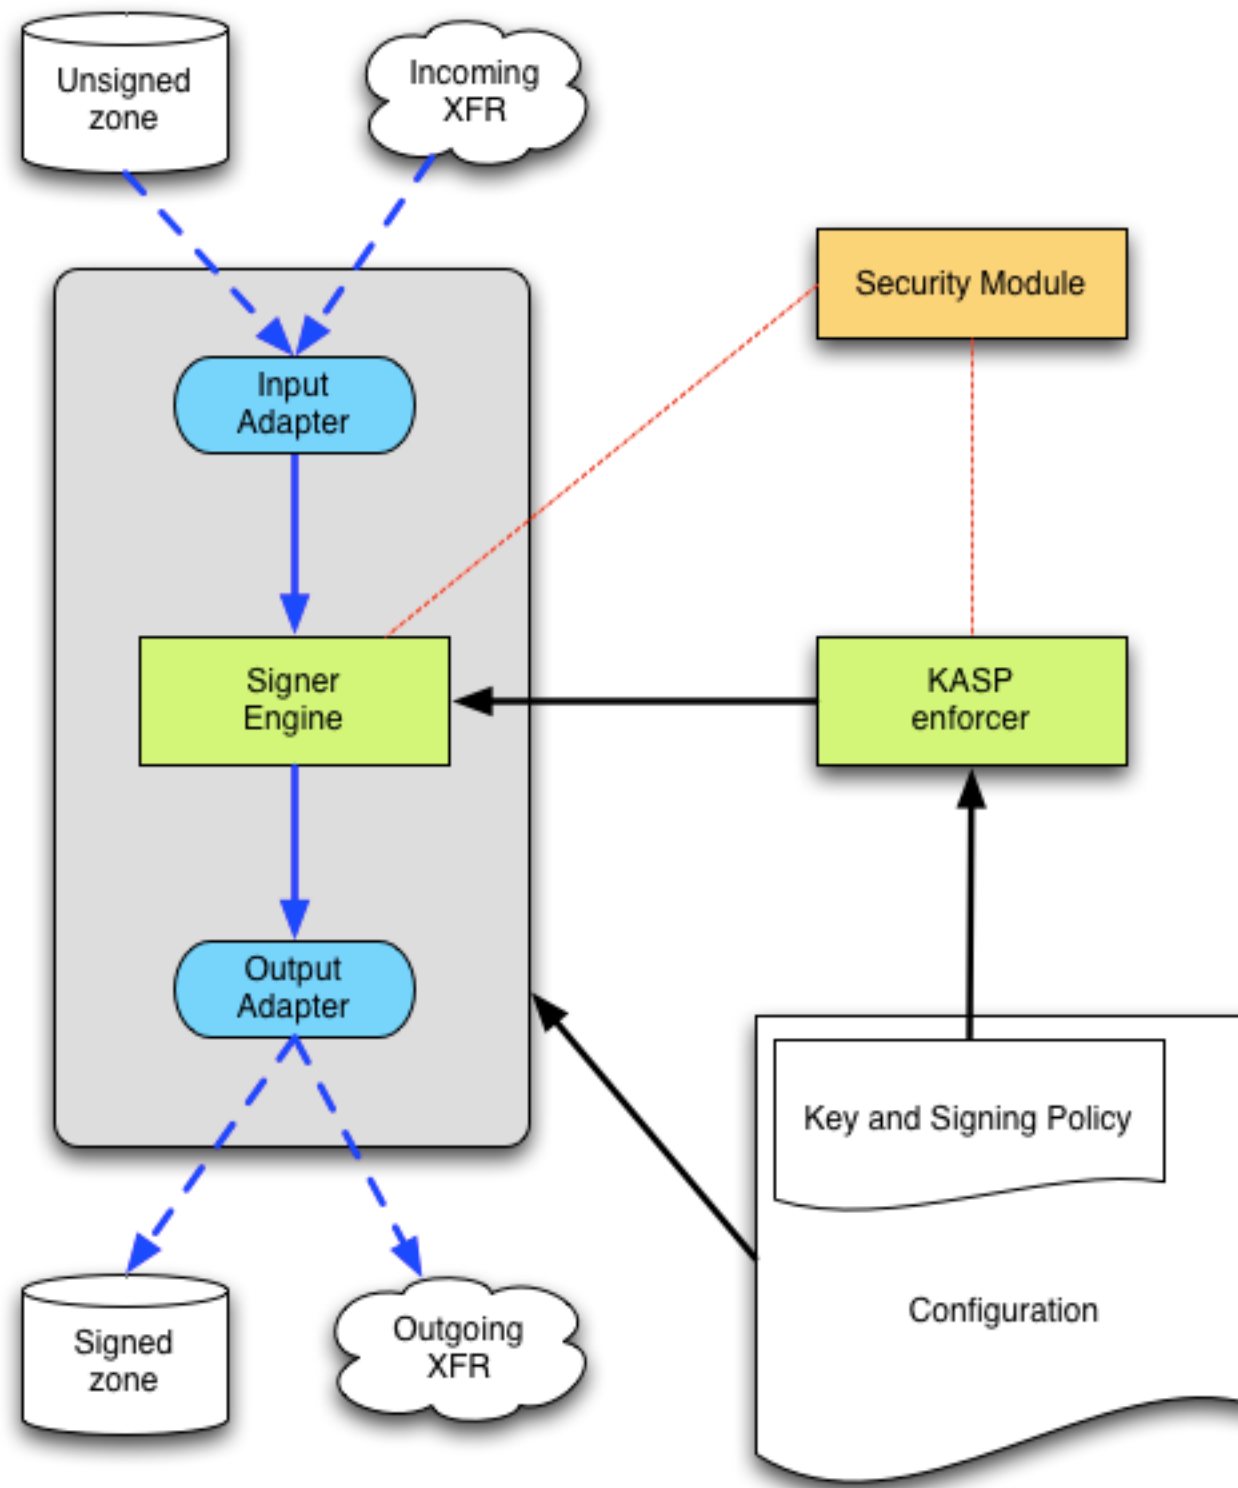 Unsigned
zone
Incoming
XFR
Security Module
Input
Adapter
Signer
Engine
KASP
enforcer
Output
Adapter
Key and Signing Policy
Configuration
Signed
zone
Outgoing
XFR